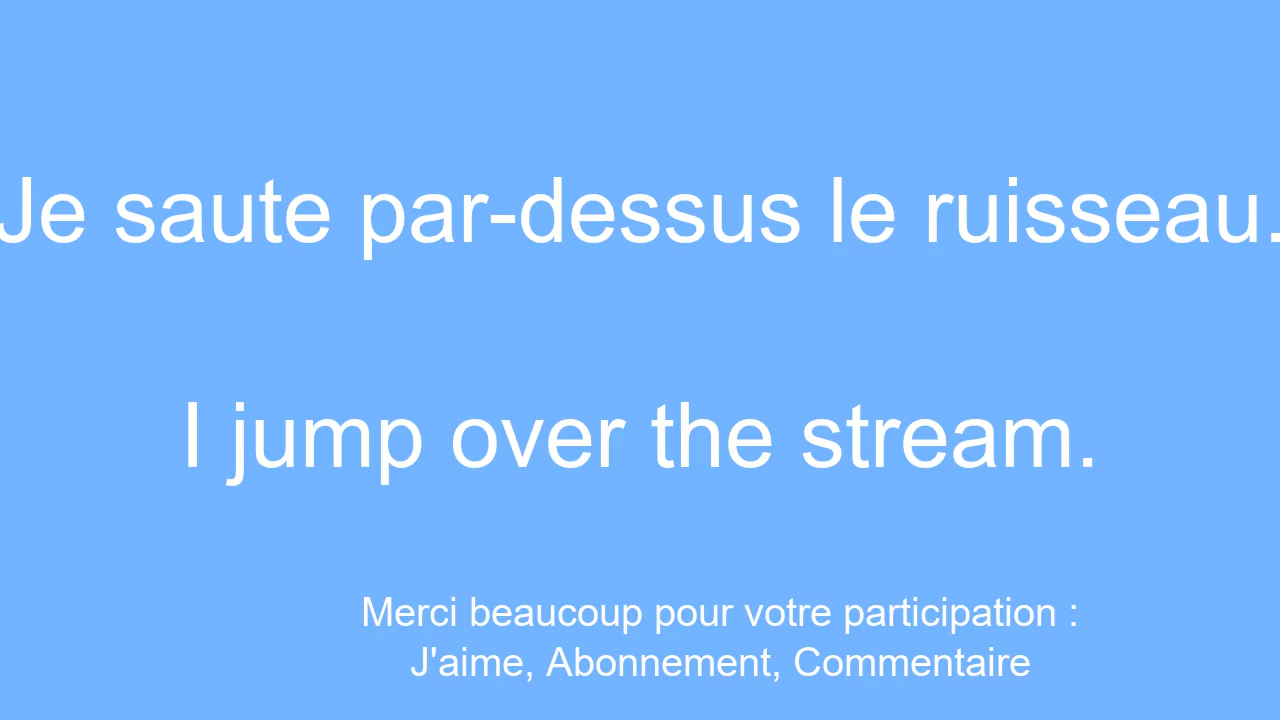 Je saute par-dessus le ruisseau.
I jump over the stream.
Merci beaucoup pour votre participation :
J'aime, Abonnement, Commentaire